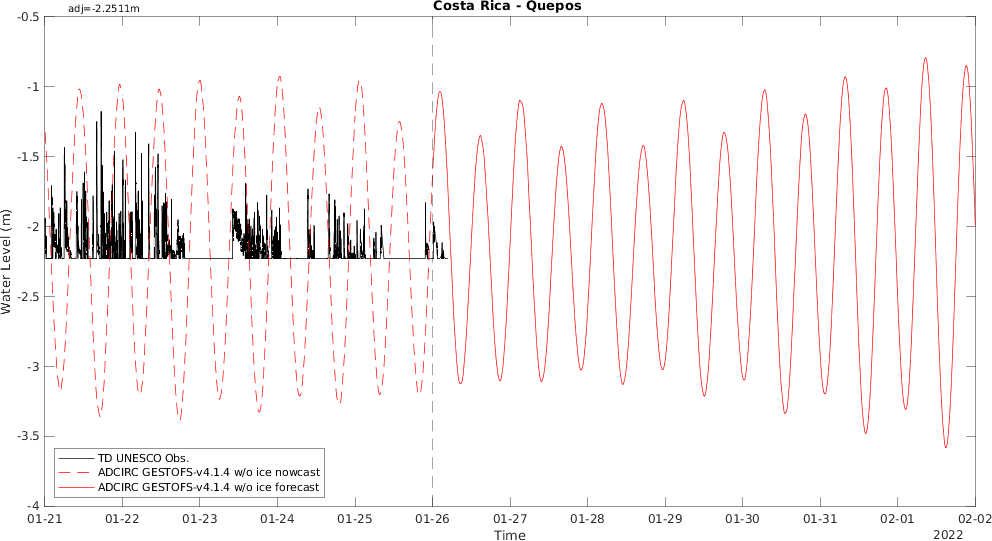 adj=-2.2511m
Costa Rica - Quepos
-0.5
-1
-1.5
-2
-2.5
-3
-3.5
-4
Water Level (m)
TD UNESCO Obs.
ADCIRC GESTOFS-v4.1.4 w/o ice nowcast
ADCIRC GESTOFS-v4.1.4 w/o ice forecast
01-21 01-22 01-23 01-24 01-25 01-26 01-27 01-28 01-29 01-30 01-31 02-01 02-02
Time
2022